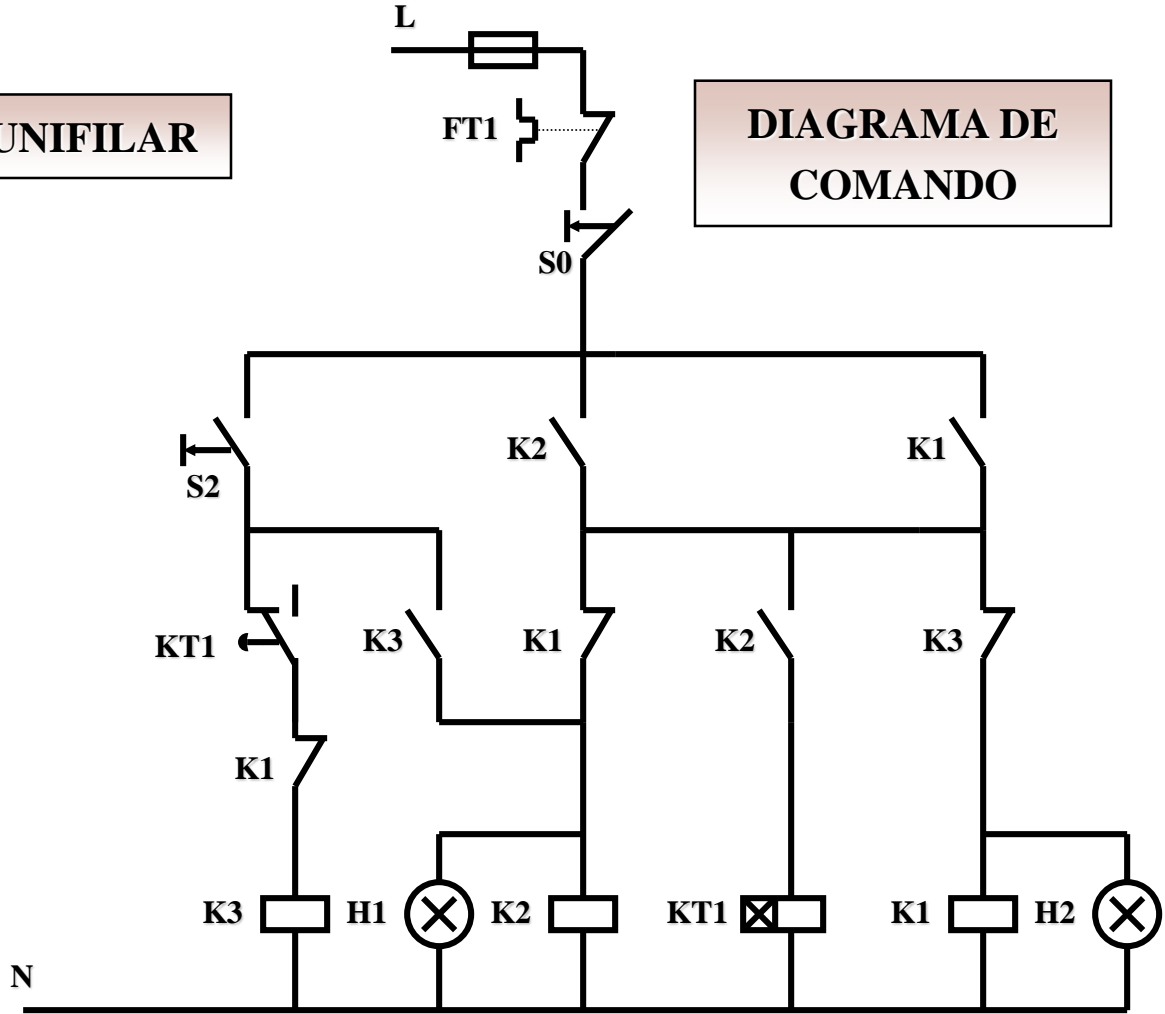 L
UNIFILAR
FT1
DIAGRAMA DE
COMANDO
S0
K2
K1
S2
KT1
K3
K1
K2
K3
K1
K3
H1
K2
KT1
K1
H2
N